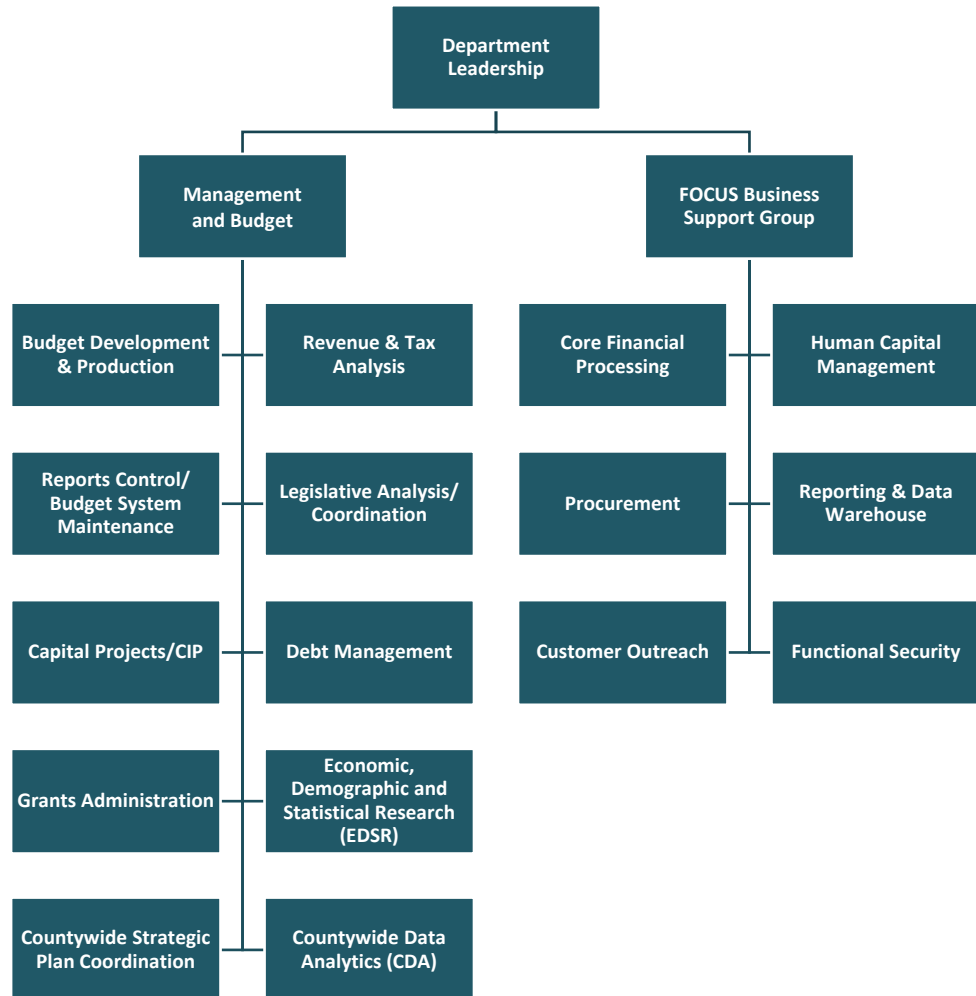 Department
Leadership
Management
and Budget
FOCUS Business
Support Group
Budget Development
& Production
Revenue & Tax
Analysis
Core Financial
Processing
Human Capital
Management
Reports Control/
Budget System
Maintenance
Legislative Analysis/
Coordination
Procurement
Reporting & Data
Warehouse
Capital Projects/CIP
Debt Management
Customer Outreach
Functional Security
Grants Administration
Economic,
Demographic and
Statistical Research
(EDSR)
Countywide Strategic
Plan Coordination
Countywide Data
Analytics (CDA)